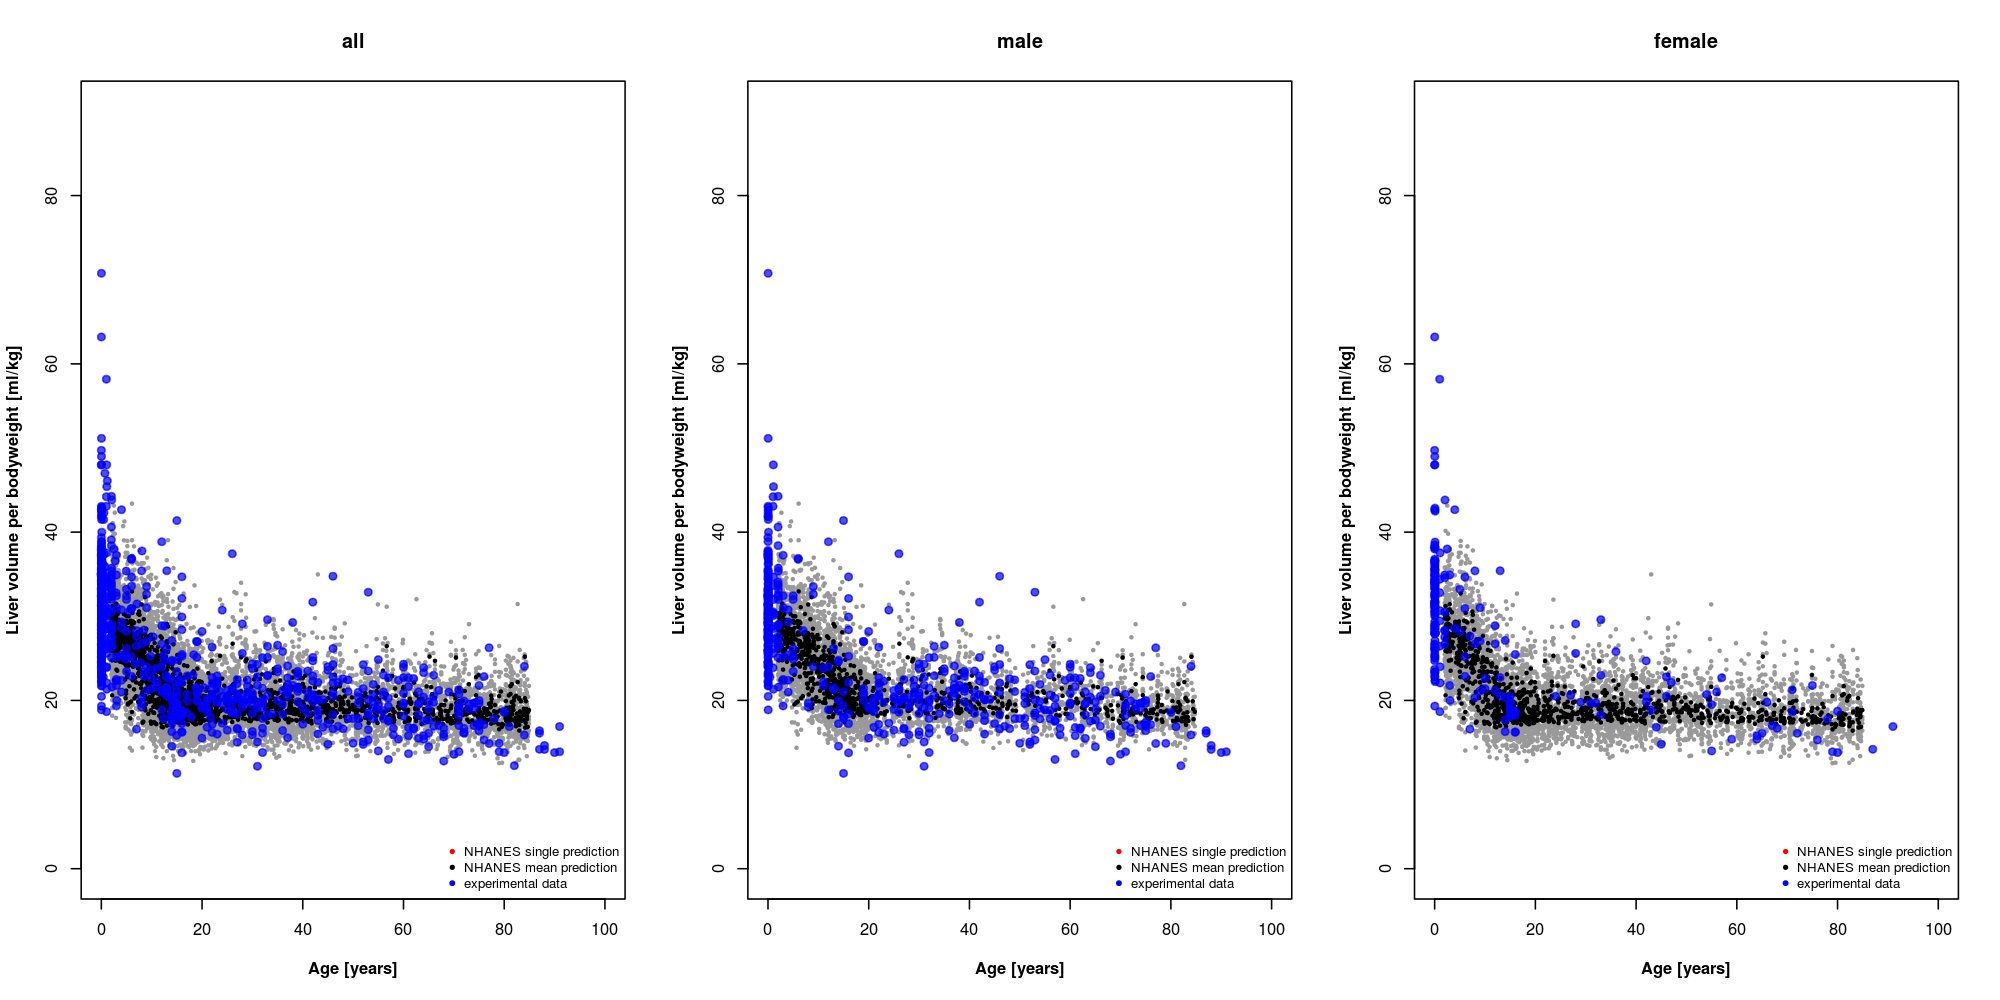 all
Liver volume per bodyweight [ml/kg]
80
60
40
20
0
NHANES single prediction
NHANES mean prediction
experimental data
0 20 40 60 80 100
Age [years]
male
Liver volume per bodyweight [ml/kg]
80
60
40
20
0
NHANES single prediction
NHANES mean prediction
experimental data
0 20 40 60 80 100
Age [years]
female
Liver volume per bodyweight [ml/kg]
80
60
40
20
0
NHANES single prediction
NHANES mean prediction
experimental data
0 20 40 60 80 100
Age [years]